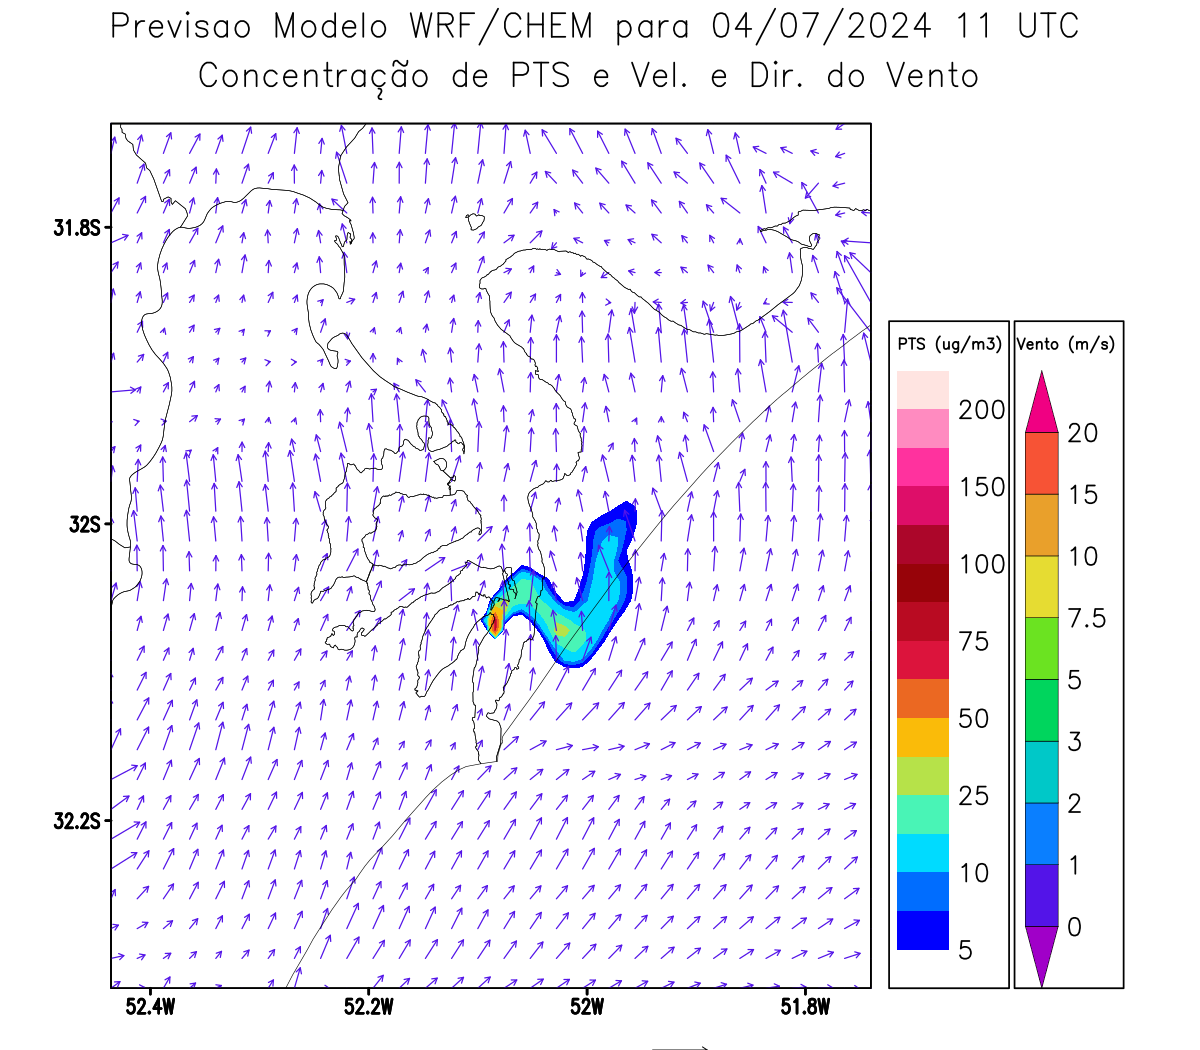 Previsao Modelo WRF/CHEM para 04/07/2024 11 UTC
Concentração de PTS e Vel. e Dir. do Vento
31.8S
32S
32.2S
52.4W 52.2W 52W 51.8W
PTS (ug/m3)
200
150
100
75
50
25
10
5
Vento (m/s)
20
15
10
7.5
5
3
2
1
0